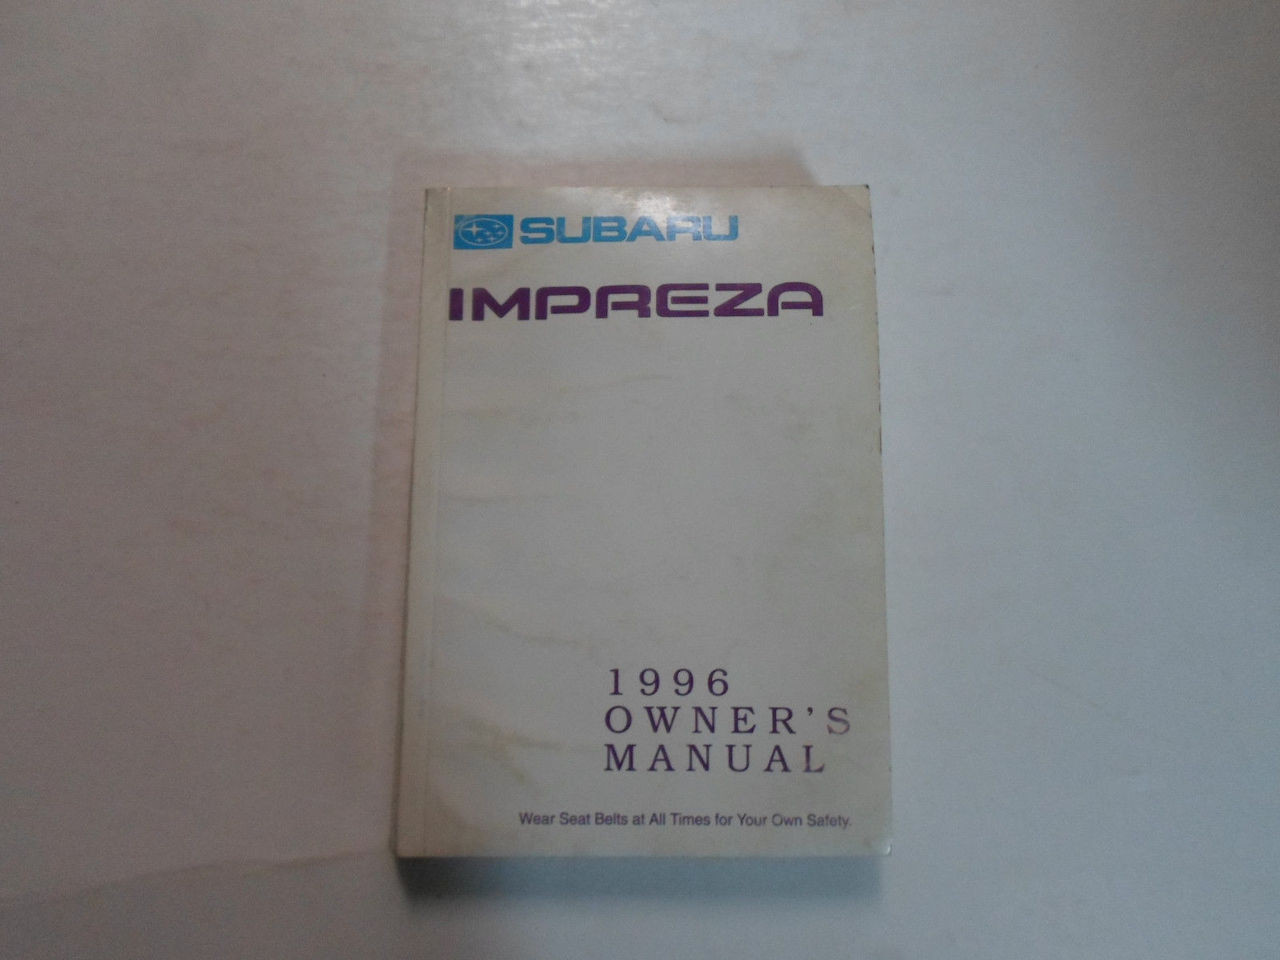 SUBARU
IMPREZA
1996
OWNER'S
MANUAL
Wear Seat Belts at All Times for Your Own Safety.